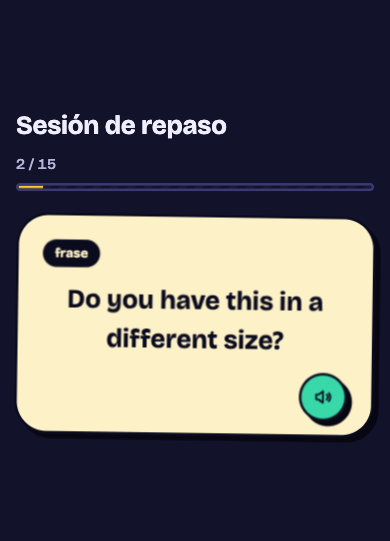 Sesión de repaso
2 / 15
frase
Do you have this in a
different size?